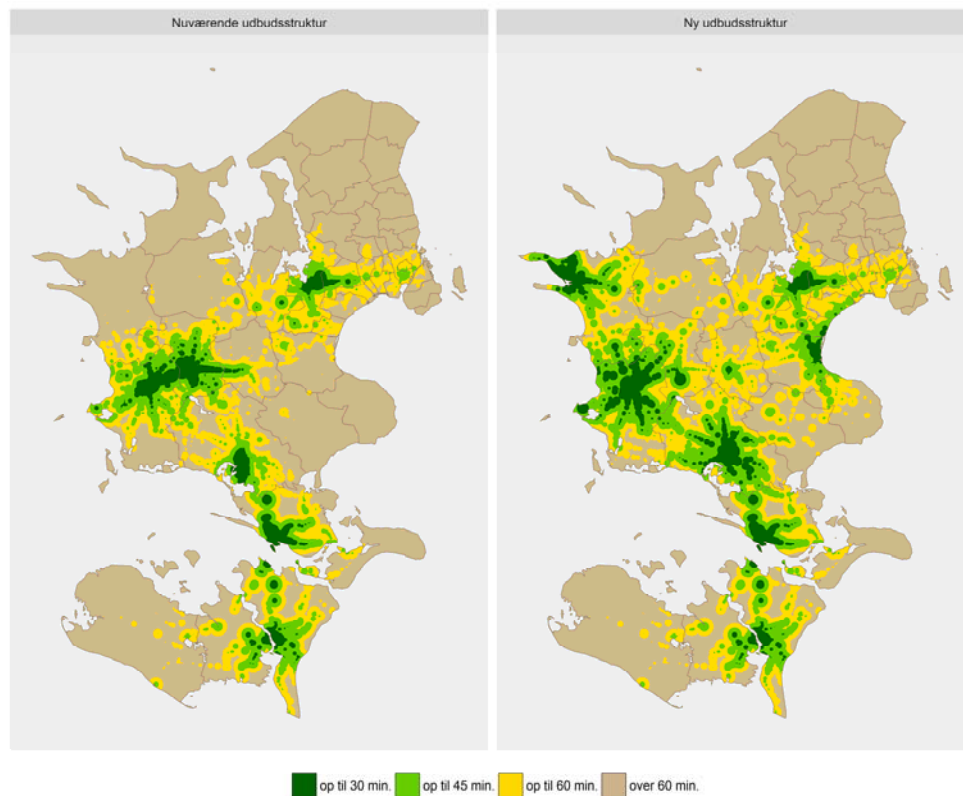 Nuværende udbudsstruktur
Ny udbudsstruktur
op til 30 min. op til 45 min. op til 60 min. over 60 min.